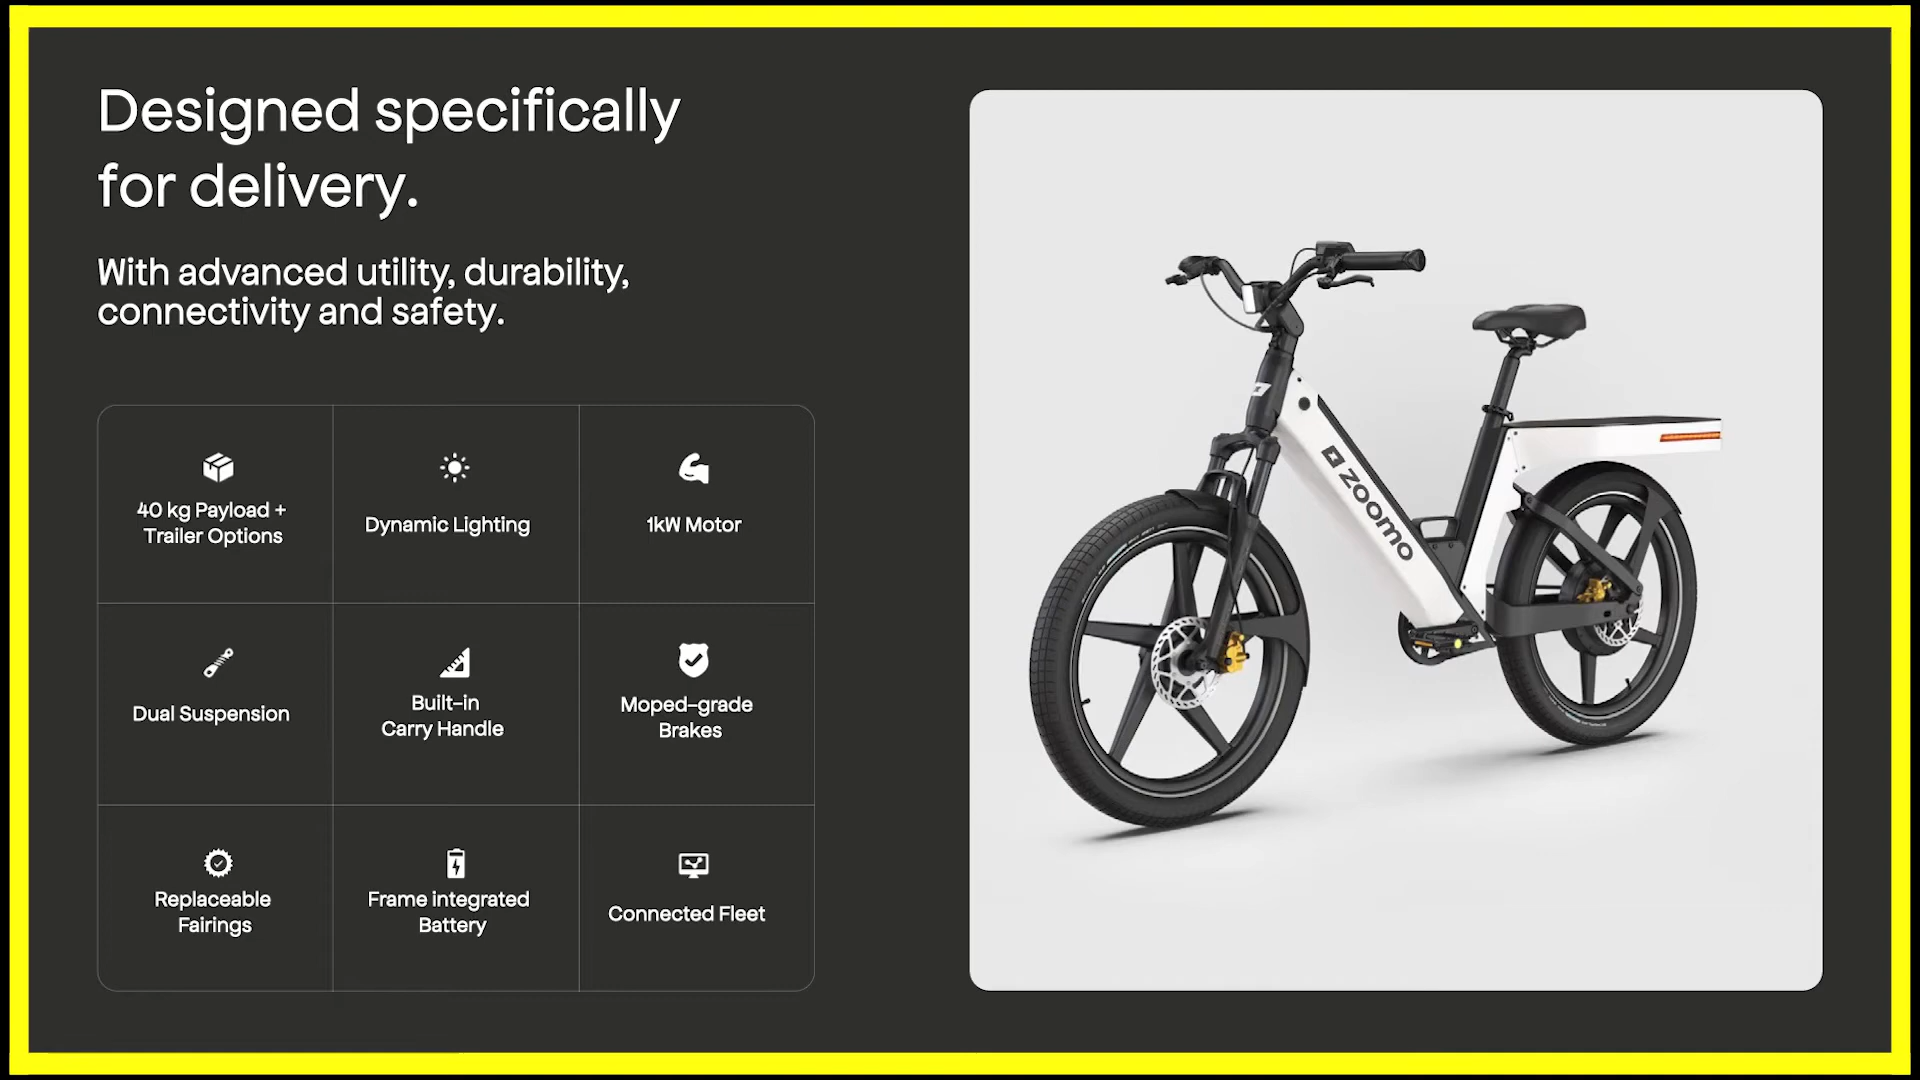 Designed specifically
for delivery.
With advanced utility, durability,
connectivity and safety.
40 kg Payload +
Trailer Options
Dynamic Lighting
1kW Motor
Dual Suspension
Built-in
Carry Handle
Moped-grade
Brakes
Replaceable
Fairings
Frame integrated
Battery
Connected Fleet
zoomo